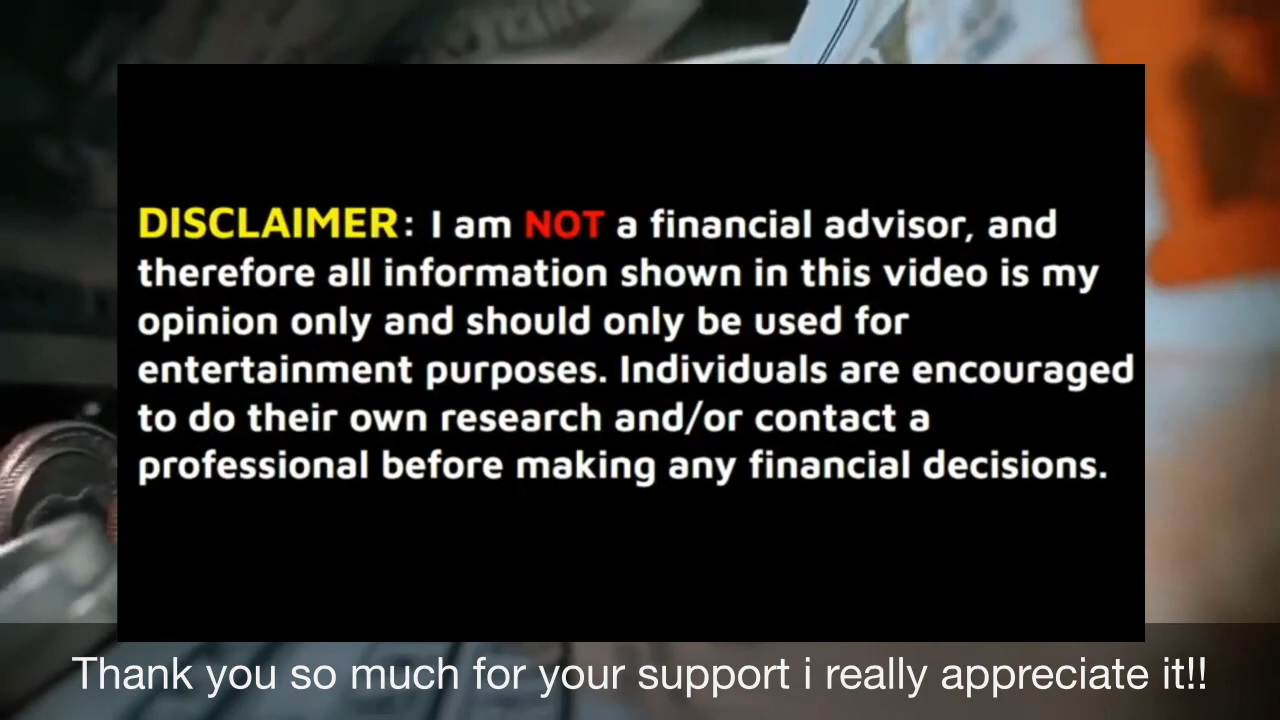 DISCLAIMER: I am NOT a financial advisor, and
therefore all information shown in this video is my
opinion only and should only be used for
entertainment purposes. Individuals are encouraged
to do their own research and/or contact a
professional before making any financial decisions.
Thank you so much for your support i really appreciate it!!